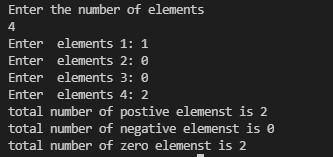 Enter the number of elements
4
Enter  elements 1: 1
Enter  elements 2: 0
Enter  elements 3: 0
Enter  elements 4: 2
total number of postive elemenst is 2
total number of negative elemenst is 0
total number of zero elemenst is 2